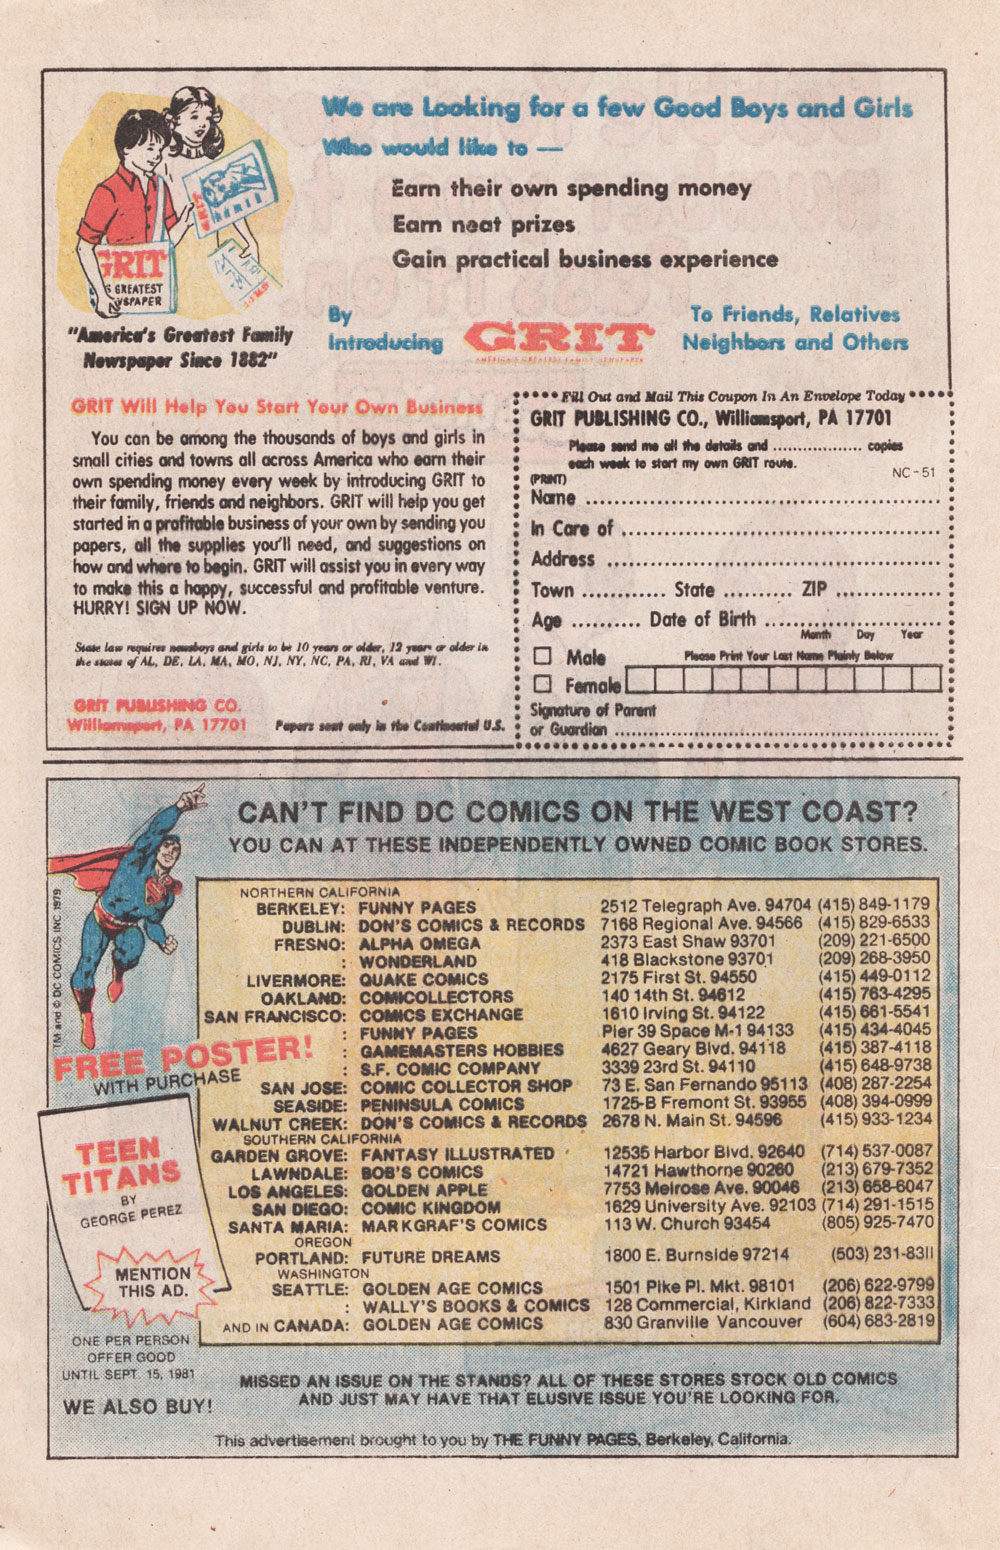 We are Looking for a few Good Boys and Girls
Who would like to —
Earn their own spending money
Earn neat prizes
Gain practical business experience
GRIT
GREATEST
"America's Greatest Family
Newspaper Since 1882"
By
Introducing
GRIT
AMERICA'S GREATEST FAMILY NEWSPAPER
To Friends, Relatives
Neighbors and Others
GRIT Will Help You Start Your Own Business
You can be among the thousands of boys and girls in
small cities and towns all across America who earn their
own spending money every week by introducing GRIT to
their family, friends and neighbors. GRIT will help you get
started in a profitable business of your own by sending you
papers, all the supplies you'll need, and suggestions on
how and where to begin. GRIT will assist you in every way
to make this a happy, successful and profitable venture.
HURRY! SIGN UP NOW.
State law requires newsboys and girls to be 10 years or older, 12 years or older in
the states of AL, DE, LA, MA, MO, NJ, NY, NC, PA, RI, VA and WI.
GRIT PUBLISHING CO.
Williamsport, PA 17701
Papers sent only in the Continental U.S.
Fill Out and Mail This Coupon In An Envelope Today
GRIT PUBLISHING CO., Williamsport, PA 17701
Please send me all the details and .................... copies
each week to start my own GRIT route.
NC-51
(PRINT)
Name
In Care of
Address
Town ............ State .......... ZIP ..............
Age .......... Date of Birth
Month Day Year
Male
Please Print Your Last Name Plainly Below
Female
Signature of Parent
or Guardian
CAN'T FIND DC COMICS ON THE WEST COAST?
YOU CAN AT THESE INDEPENDENTLY OWNED COMIC BOOK STORES.
TM and © DC COMICS INC 1979
NORTHERN CALIFORNIA
BERKELEY: FUNNY PAGES 2512 Telegraph Ave. 94704 (415) 849-1179
DUBLIN: DON'S COMICS & RECORDS 7168 Regional Ave. 94566 (415) 829-6533
FRESNO: ALPHA OMEGA 2373 East Shaw 93701 (209) 221-6500
: WONDERLAND 418 Blackstone 93701 (209) 268-3950
LIVERMORE: QUAKE COMICS 2175 First St. 94550 (415) 449-0112
OAKLAND: COMICOLLECTORS 140 14th St. 94612 (415) 763-4295
SAN FRANCISCO: COMICS EXCHANGE 1610 Irving St. 94122 (415) 661-5541
: FUNNY PAGES Pier 39 Space M-1 94133 (415) 434-4045
: GAMEMASTERS HOBBIES 4627 Geary Blvd. 94118 (415) 387-4118
: S.F. COMIC COMPANY 3339 23rd St. 94110 (415) 648-9738
SAN JOSE: COMIC COLLECTOR SHOP 73 E. San Fernando 95113 (408) 287-2254
SEASIDE: PENINSULA COMICS 1725-B Fremont St. 93955 (408) 394-0999
WALNUT CREEK: DON'S COMICS & RECORDS 2678 N. Main St. 94596 (415) 933-1234
SOUTHERN CALIFORNIA
GARDEN GROVE: FANTASY ILLUSTRATED 12535 Harbor Blvd. 92640 (714) 537-0087
LAWNDALE: BOB'S COMICS 14721 Hawthorne 90260 (213) 679-7352
LOS ANGELES: GOLDEN APPLE 7753 Melrose Ave. 90046 (213) 658-6047
SAN DIEGO: COMIC KINGDOM 1629 University Ave. 92103 (714) 291-1515
SANTA MARIA: MARKGRAF'S COMICS 113 W. Church 93454 (805) 925-7470
OREGON
PORTLAND: FUTURE DREAMS 1800 E. Burnside 97214 (503) 231-8311
WASHINGTON
SEATTLE: GOLDEN AGE COMICS 1501 Pike Pl. Mkt. 98101 (206) 622-9799
: WALLY'S BOOKS & COMICS 128 Commercial, Kirkland (206) 822-7333
AND IN CANADA: GOLDEN AGE COMICS 830 Granville Vancouver (604) 683-2819
FREE POSTER!
WITH PURCHASE
TEEN
TITANS
BY
GEORGE PEREZ
MENTION
THIS AD.
ONE PER PERSON
OFFER GOOD
UNTIL SEPT. 15, 1981
WE ALSO BUY!
MISSED AN ISSUE ON THE STANDS? ALL OF THESE STORES STOCK OLD COMICS
AND JUST MAY HAVE THAT ELUSIVE ISSUE YOU'RE LOOKING FOR.
This advertisement brought to you by THE FUNNY PAGES, Berkeley, California.